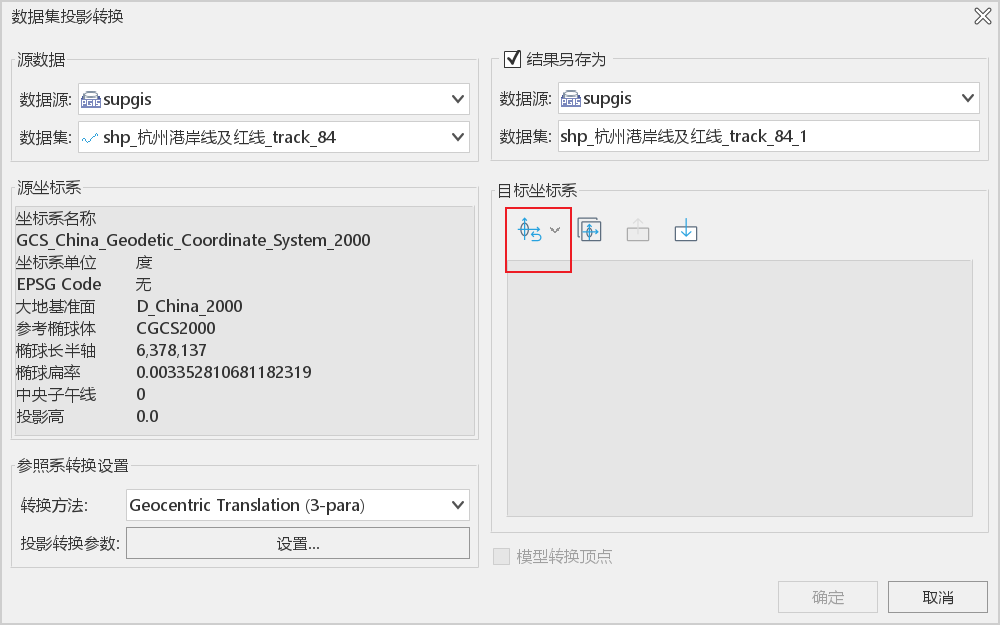 数据集投影转换
源数据
数据源: supgis
数据集: shp_杭州港岸线及红线_track_84
结果另存为
数据源: supgis
数据集: shp_杭州港岸线及红线_track_84_1
源坐标系
坐标系名称
GCS_China_Geodetic_Coordinate_System_2000
坐标系单位 度
EPSG Code 无
大地基准面 D_China_2000
参考椭球体 CGCS2000
椭球长半轴 6,378,137
椭球扁率 0.003352810681182319
中央子午线 0
投影高 0.0
目标坐标系
参照系转换设置
转换方法: Geocentric Translation (3-para)
投影转换参数: 设置...
模型转换顶点
确定 取消